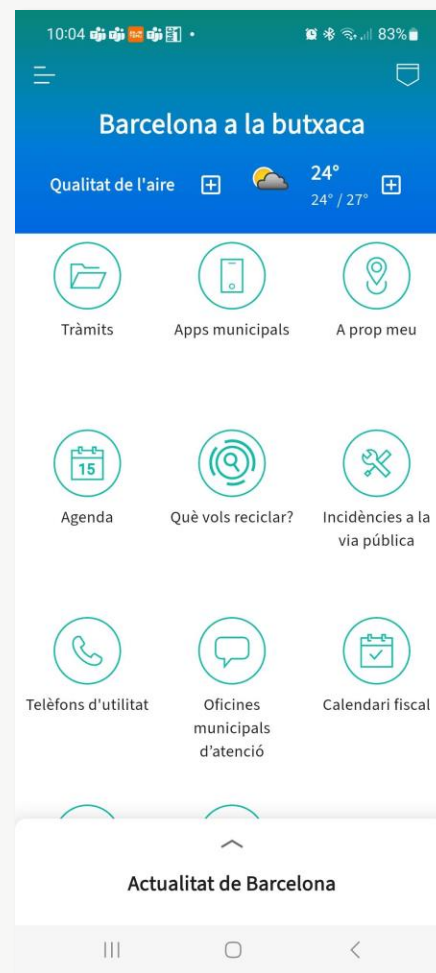 10:04
83%
Barcelona a la butxaca
Qualitat de l'aire
24°
24° / 27°
Tràmits
Apps municipals
A prop meu
15
Agenda
Què vols reciclar?
Incidències a la
via pública
Telèfons d'utilitat
Oficines
municipals
d'atenció
Calendari fiscal
Actualitat de Barcelona